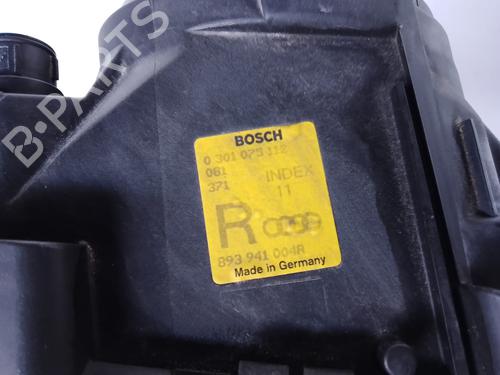 B-PARTS
BOSCH
0 301 075 112
061
371
INDEX
11
R
893 941 004R
Made in Germany